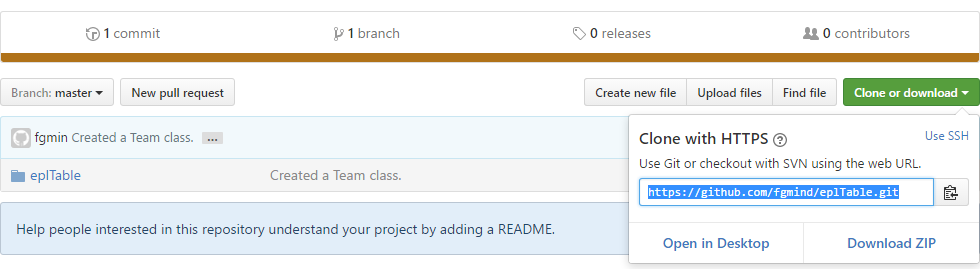 1 commit 1 branch 0 releases 0 contributors
Branch: master New pull request Create new file Upload files Find file Clone or download
fgmin Created a Team class. ...
Clone with HTTPS ? Use SSH
Use Git or checkout with SVN using the web URL.
eplTable Created a Team class.
https://github.com/fgmind/eplTable.git
Help people interested in this repository understand your project by adding a README.
Open in Desktop Download ZIP